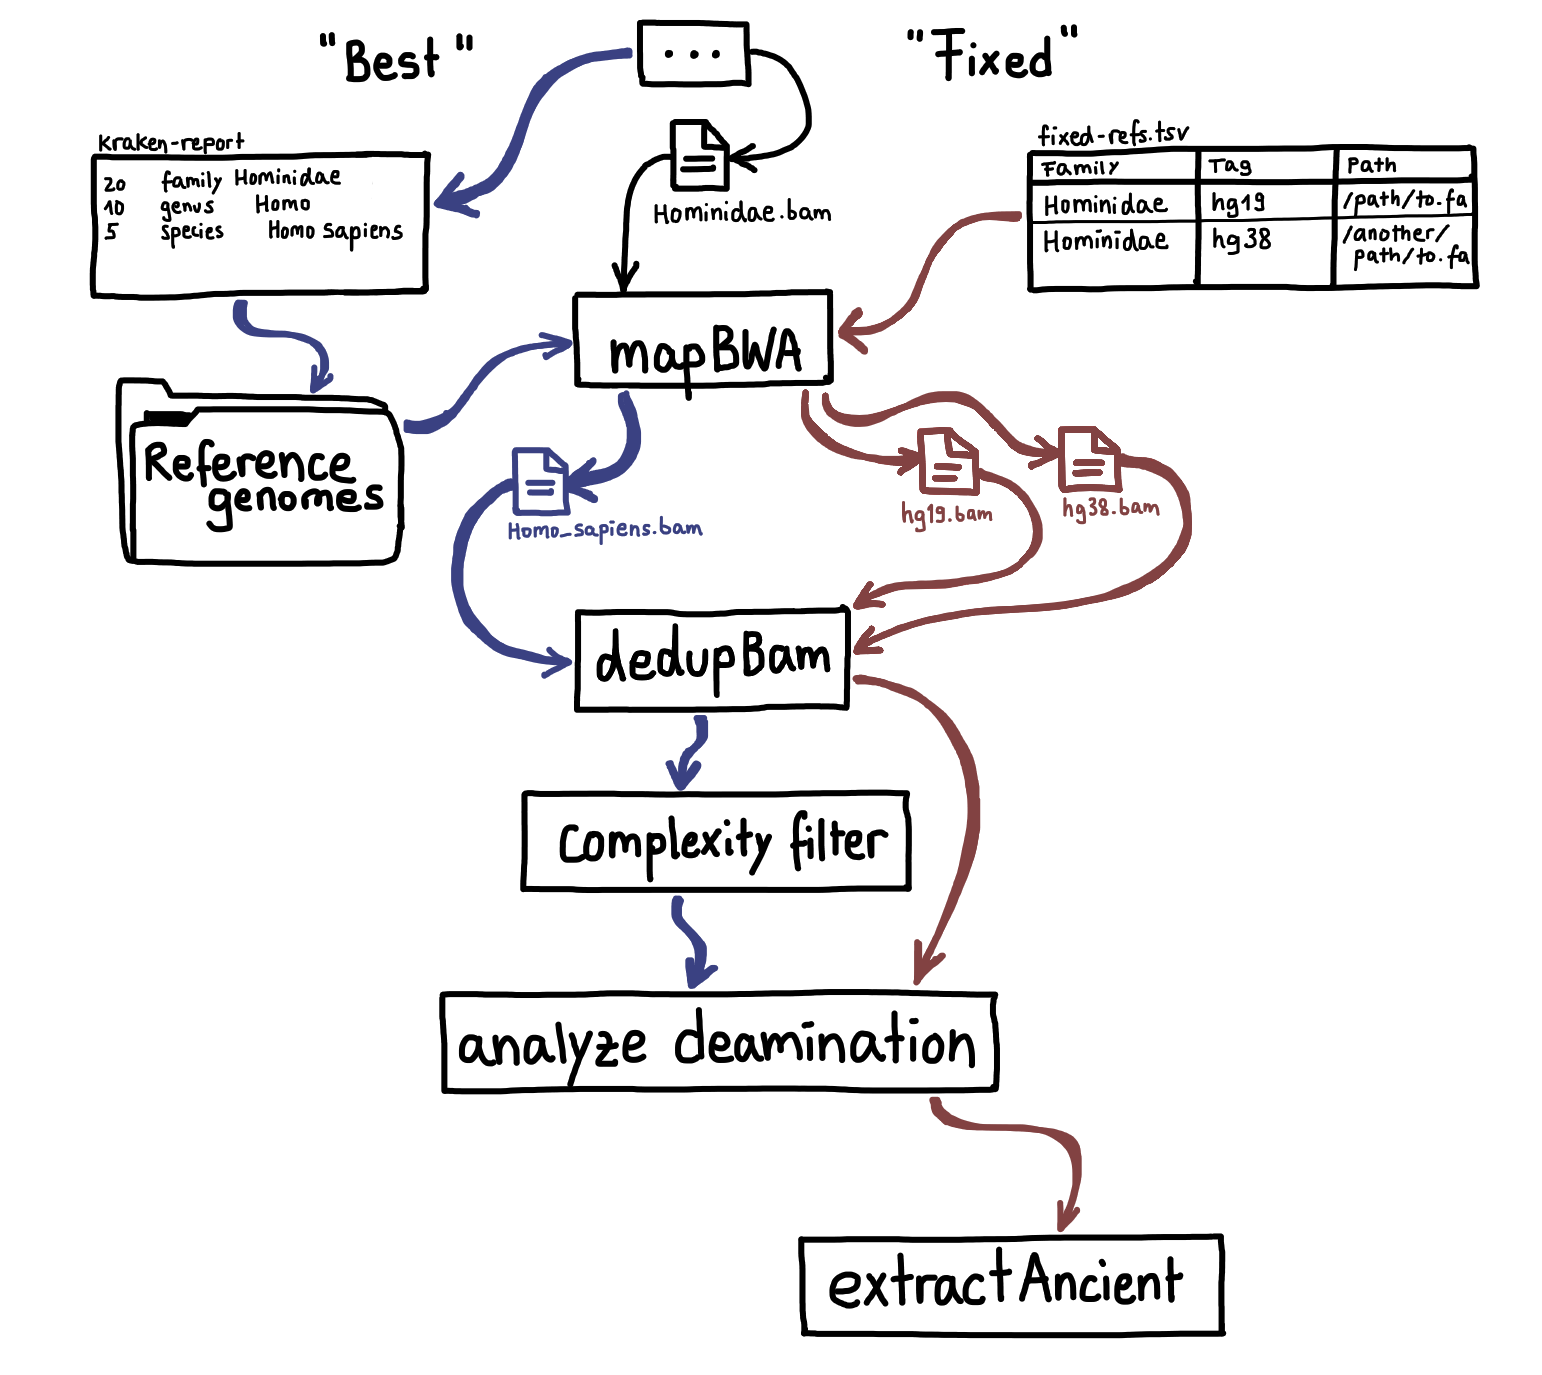 "Best"
...
"Fixed"
kraken-report
20 family Hominidae
10 genus Homo
5 species Homo sapiens
Hominidae.bam
fixed-refs.tsv
Family Tag Path
Hominidae hg19 /path/to.fa
Hominidae hg38 /another/
path/to.fa
mapBWA
Reference
genomes
Homo_sapiens.bam
hg19.bam
hg38.bam
dedupBam
complexity filter
analyze deamination
extractAncient